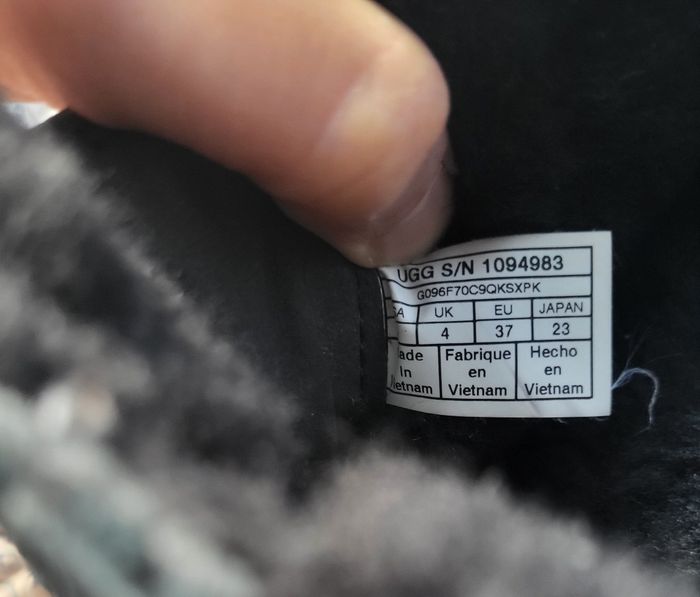 UGG S/N 1094983
G096F70C9QKSXPK
UK EU JAPAN
4 37 23
Fabrique Hecho
In en en
Vietnam Vietnam